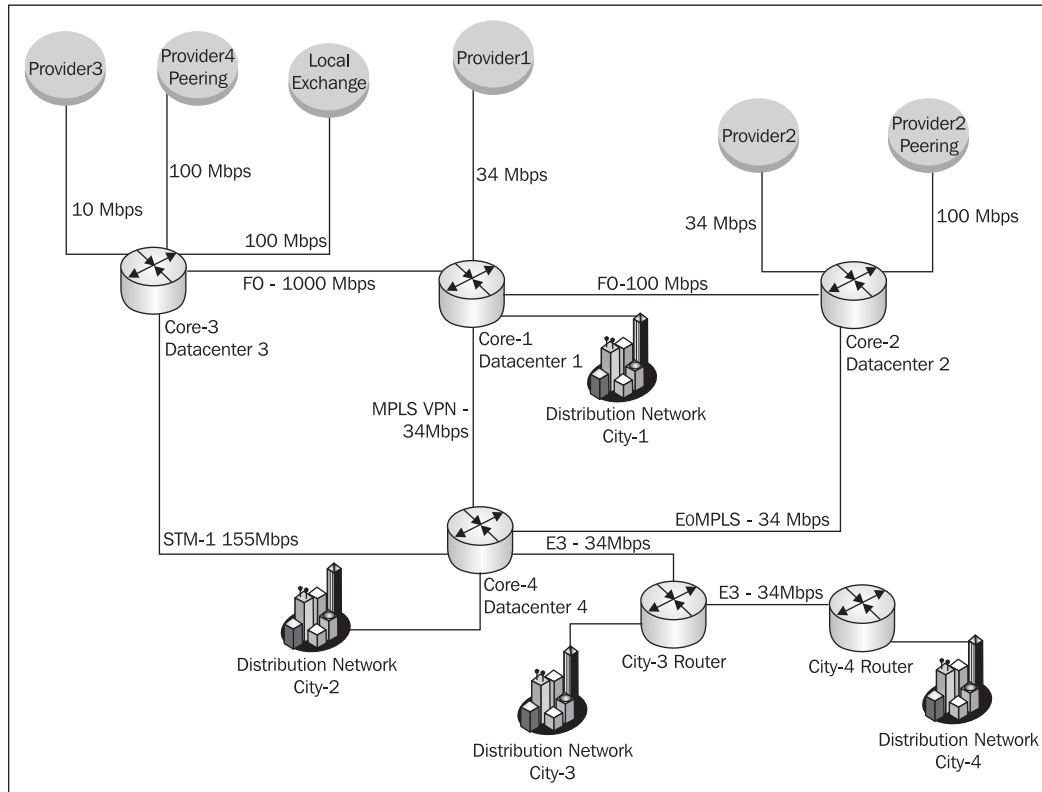 Provider3
Provider4
Peering
Local
Exchange
Provider1
Provider2
Provider2
Peering
10 Mbps
100 Mbps
100 Mbps
34 Mbps
34 Mbps
100 Mbps
FO - 1000 Mbps
FO-100 Mbps
Core-3
Datacenter 3
Core-1
Datacenter 1
Core-2
Datacenter 2
Distribution Network
City-1
MPLS VPN -
34Mbps
STM-1 155Mbps
EoMPLS - 34 Mbps
E3 - 34Mbps
Core-4
Datacenter 4
E3 - 34Mbps
City-3 Router
City-4 Router
Distribution Network
City-2
Distribution Network
City-3
Distribution Network
City-4